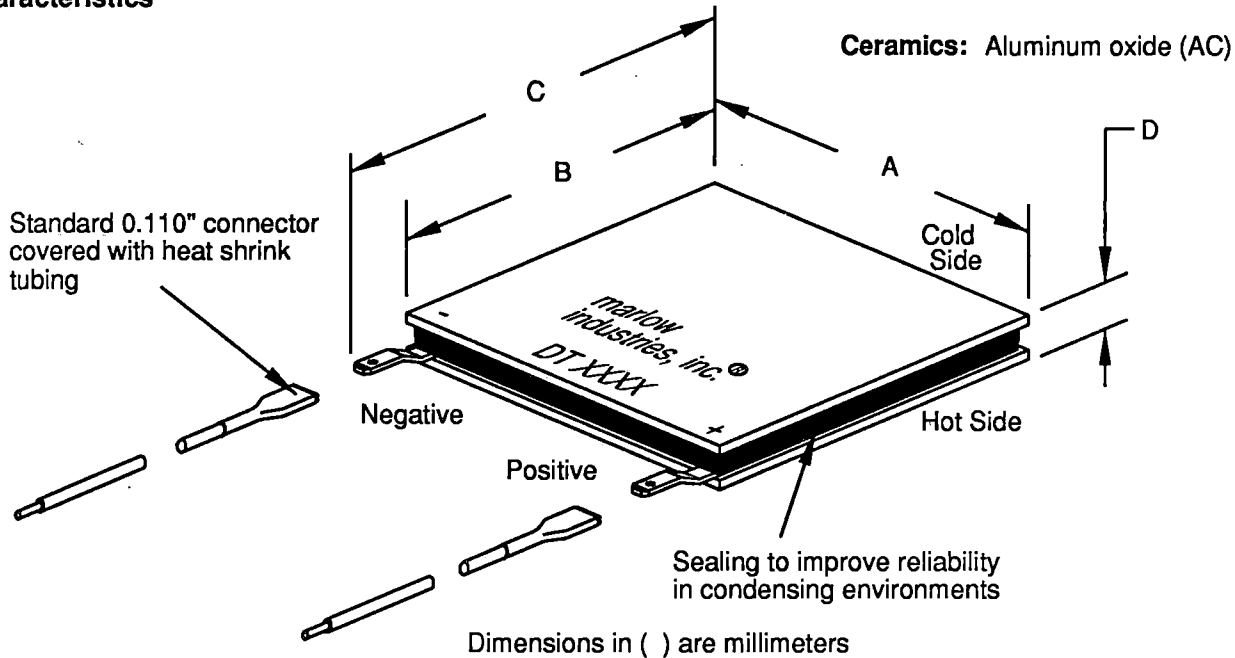 Ceramics: Aluminum oxide (AC)
C
D
B
A
Standard 0.110" connector
covered with heat shrink
tubing
Cold
Side
-
marlow
industries, inc.®
DT XXXX
+
Negative
Hot Side
Positive
Sealing to improve reliability
in condensing environments
Dimensions in ( ) are millimeters